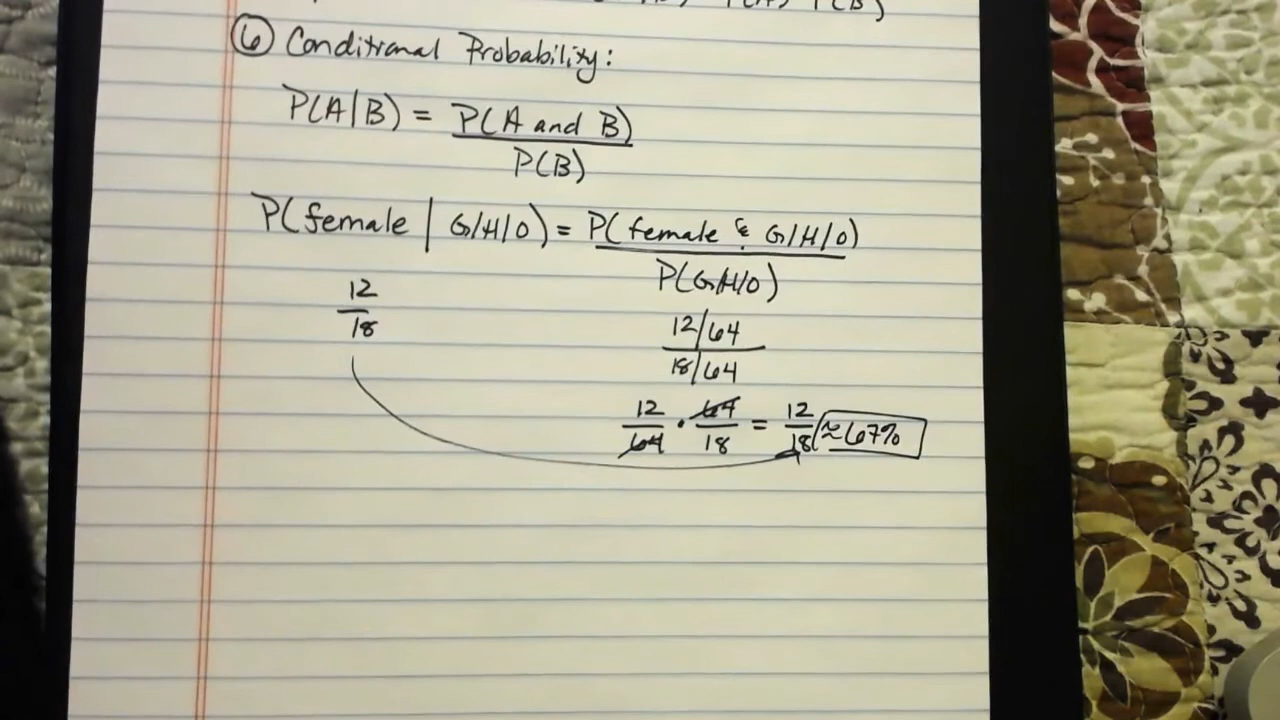 P(A) P(B)
⑥ Conditional Probability:
P(A|B) = P(A and B)
P(B)
P(female | G/H/O) = P(female & G/H/O)
P(G/H/O)
12
18
12/64
18/64
12/64 · 64/18 = 12/18 ≈67%